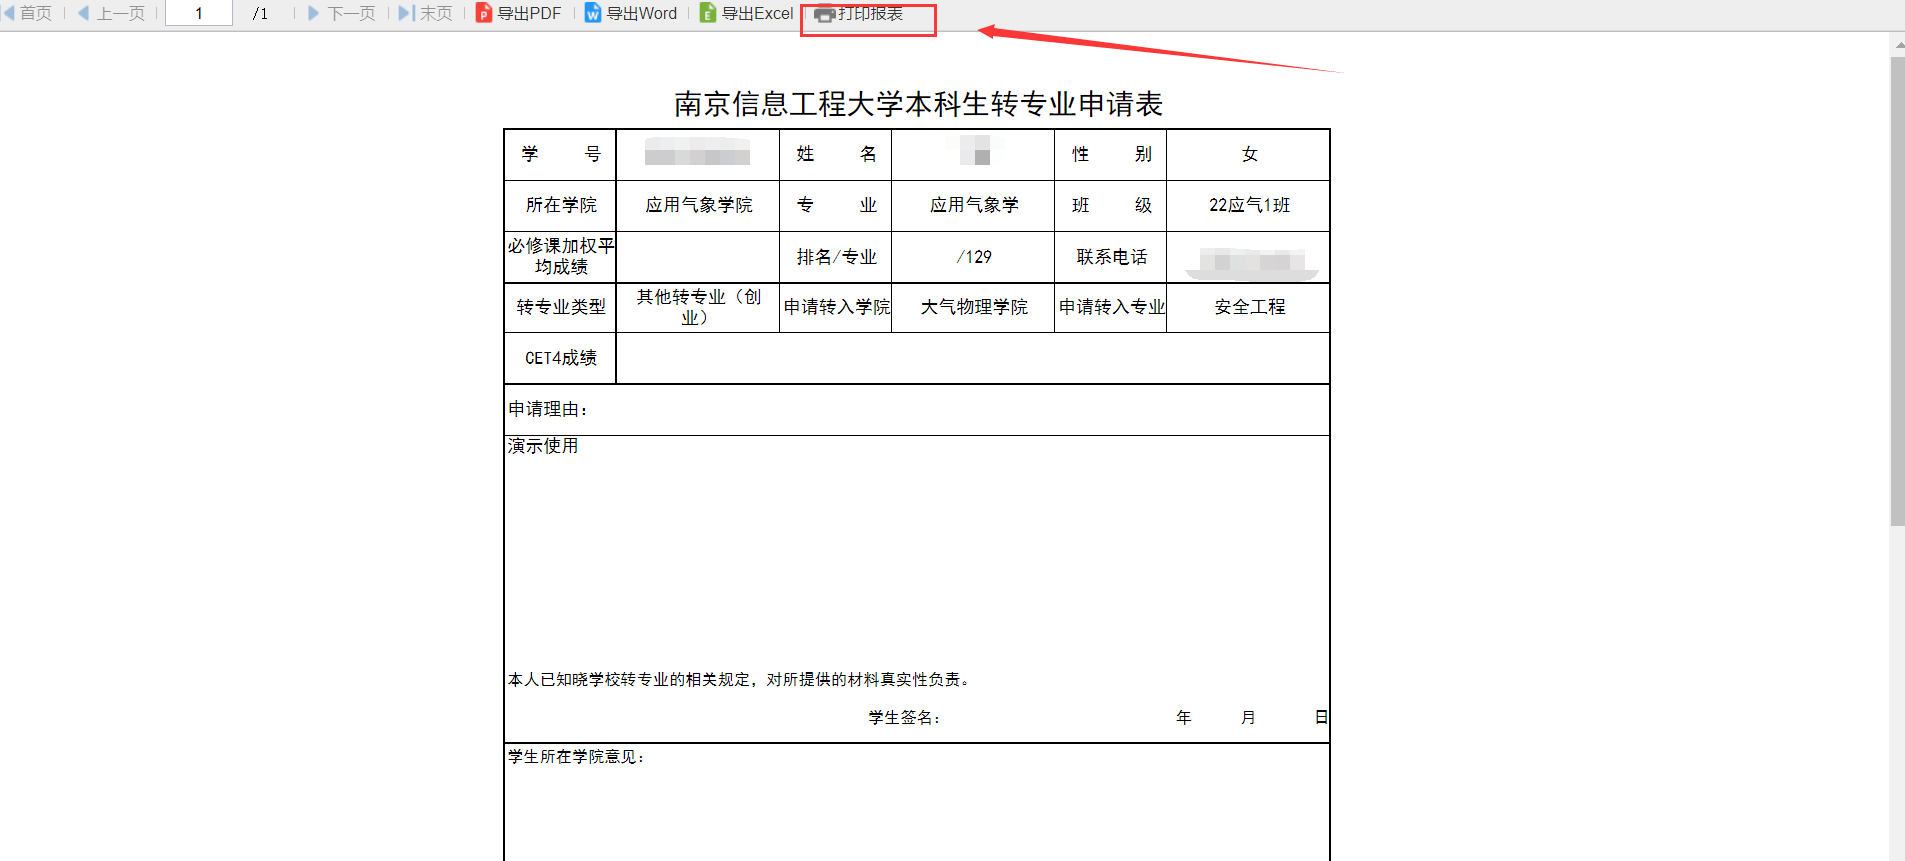 首页 上一页 1 /1 下一页 末页 导出PDF 导出Word 导出Excel 打印报表
南京信息工程大学本科生转专业申请表
学 号 姓 名 性 别 女
所在学院 应用气象学院 专 业 应用气象学 班 级 22应气1班
必修课加权平
均成绩 排名/专业 /129 联系电话
转专业类型 其他转专业（创
业） 申请转入学院 大气物理学院 申请转入专业 安全工程
CET4成绩
申请理由：
演示使用
本人已知晓学校转专业的相关规定，对所提供的材料真实性负责。
学生签名： 年 月 日
学生所在学院意见：